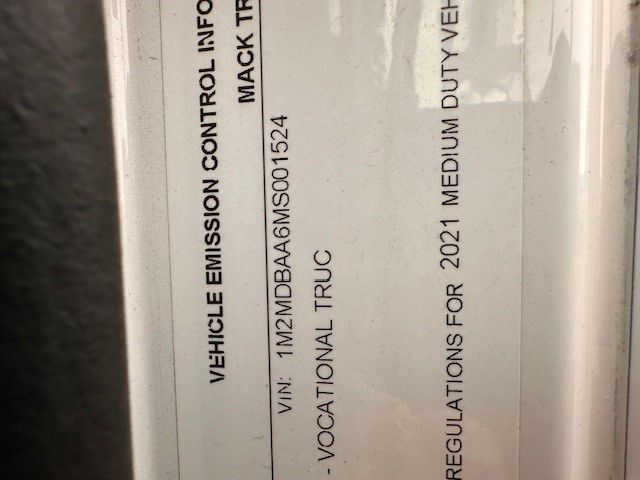 VEHICLE EMISSION CONTROL INFO
MACK TR
VIN: 1M2MDBAA6MS001524
- VOCATIONAL TRUC
REGULATIONS FOR 2021 MEDIUM DUTY VEH